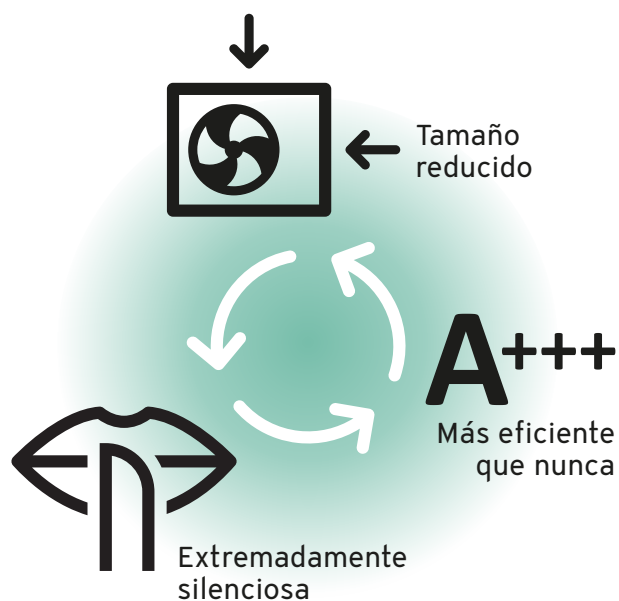 Tamaño
reducido
A+++
Más eficiente
que nunca
Extremadamente
silenciosa